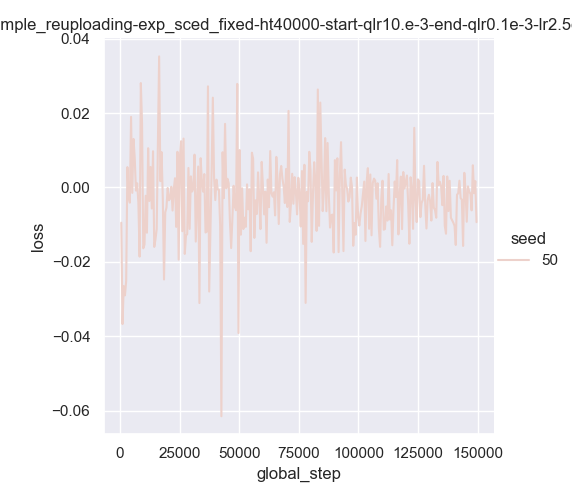 mple_reuploading-exp_sced_fixed-ht40000-start-qlr10.e-3-end-qlr0.1e-3-lr2.5
0.04
0.02
0.00
−0.02
−0.04
−0.06
loss
0 25000 50000 75000 100000 125000 150000
global_step
seed
50